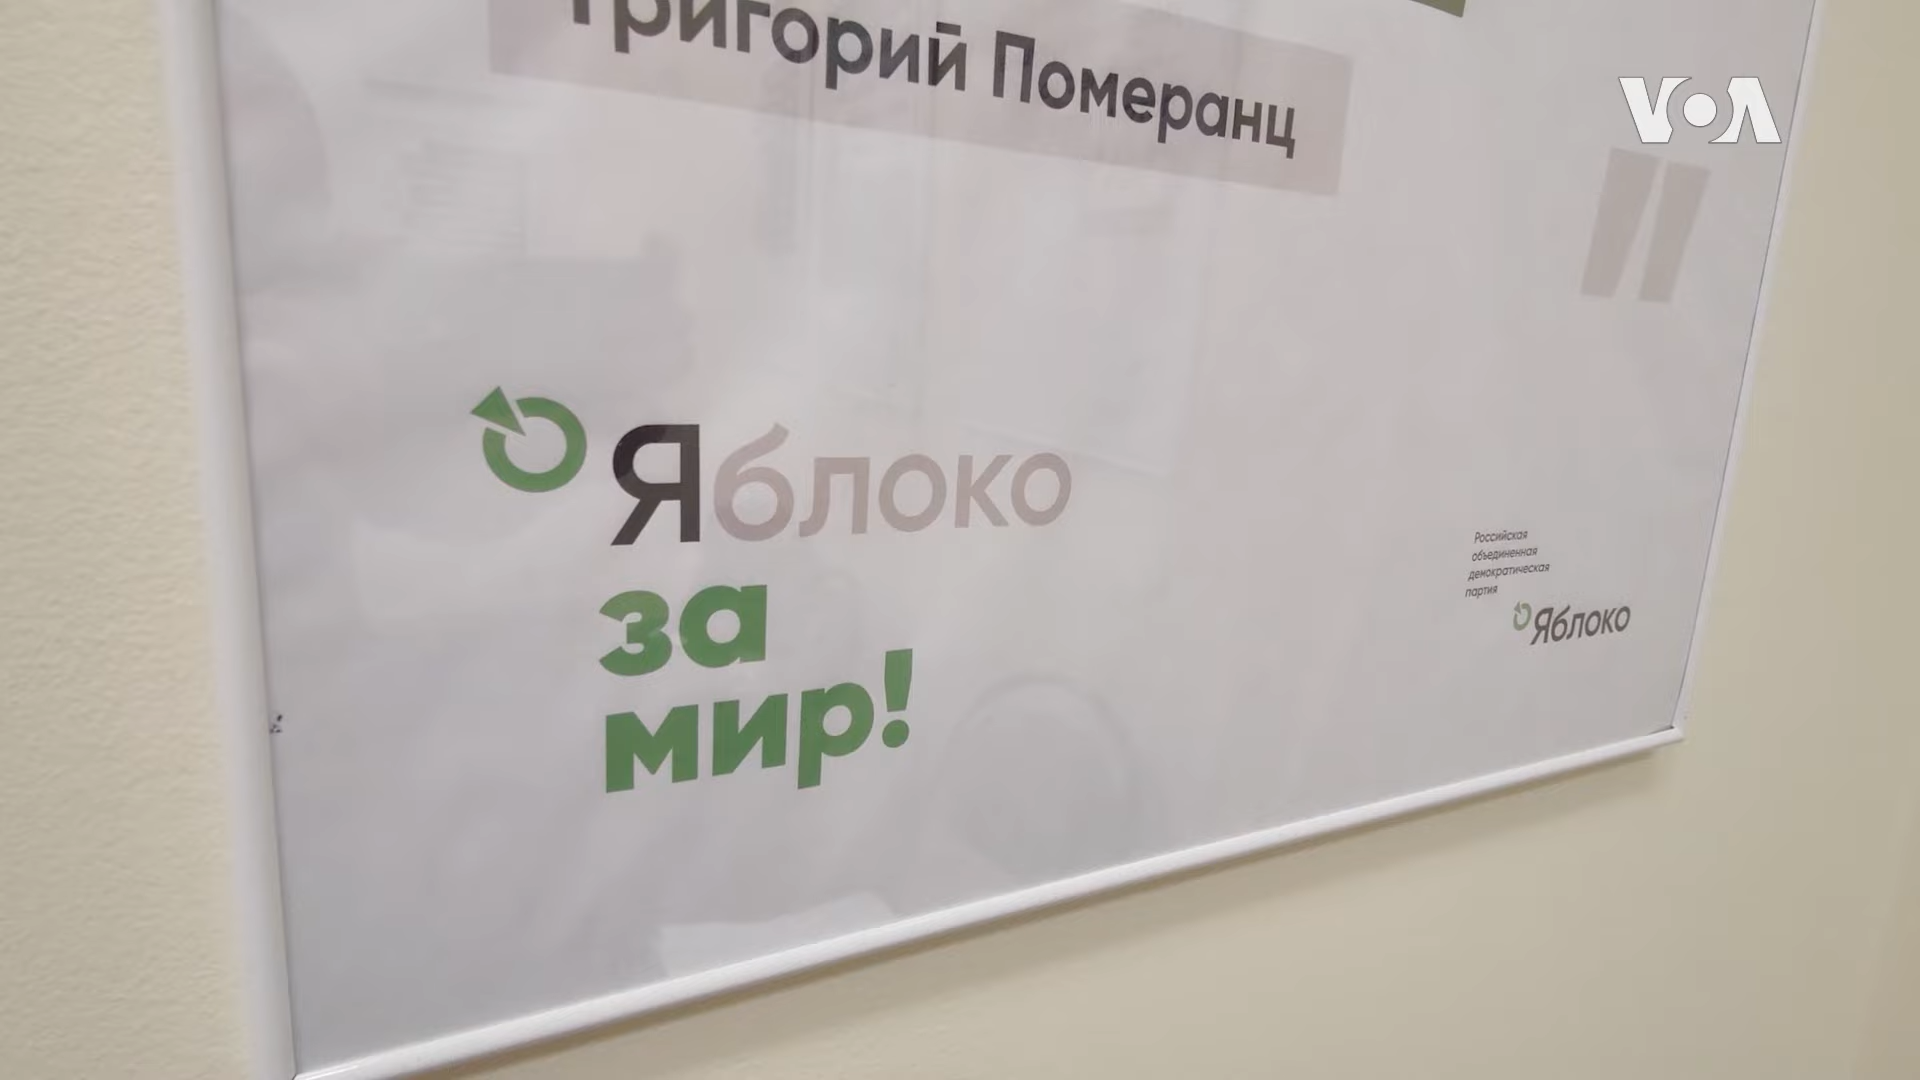 Григорий Померанц
VOA
"
Яблоко
за
мир!
Российская
объединенная
демократическая
партия
Яблоко